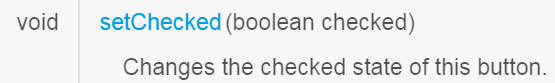 void setChecked(boolean checked)
Changes the checked state of this button.